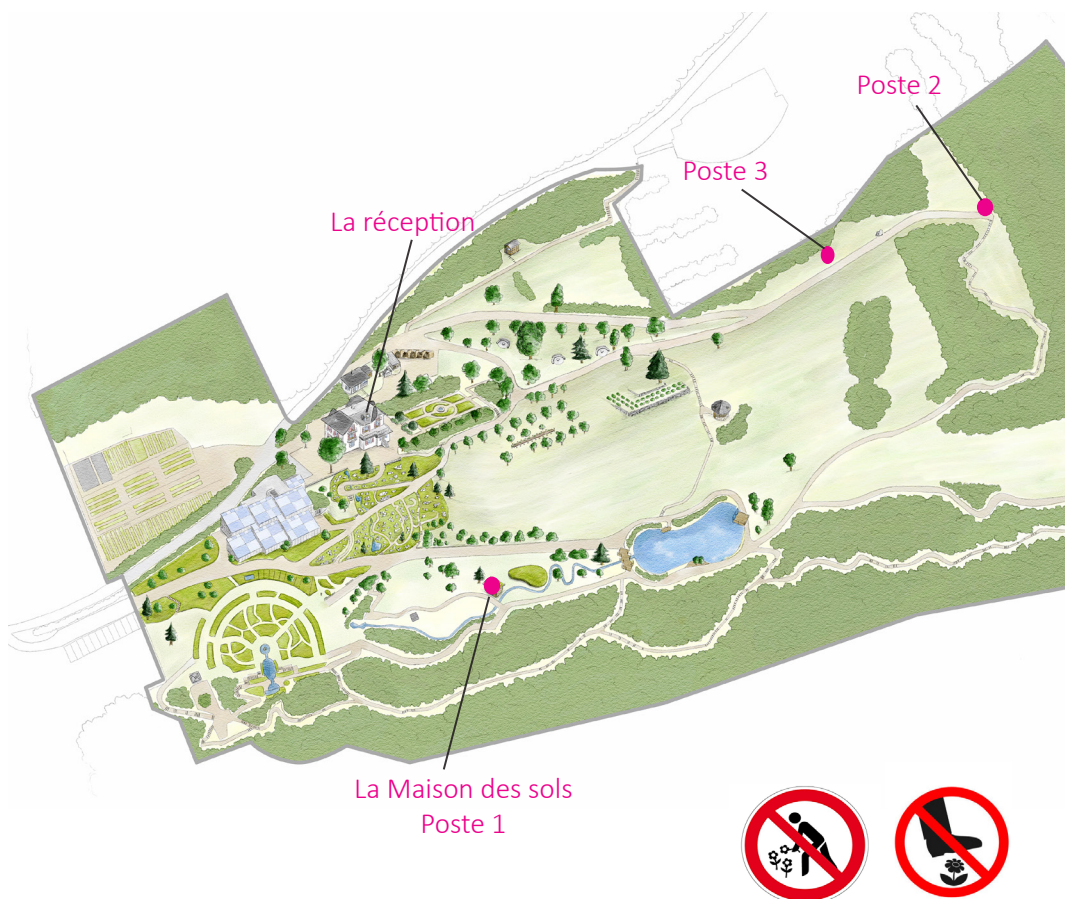 Poste 2
Poste 3
La réception
La Maison des sols
Poste 1